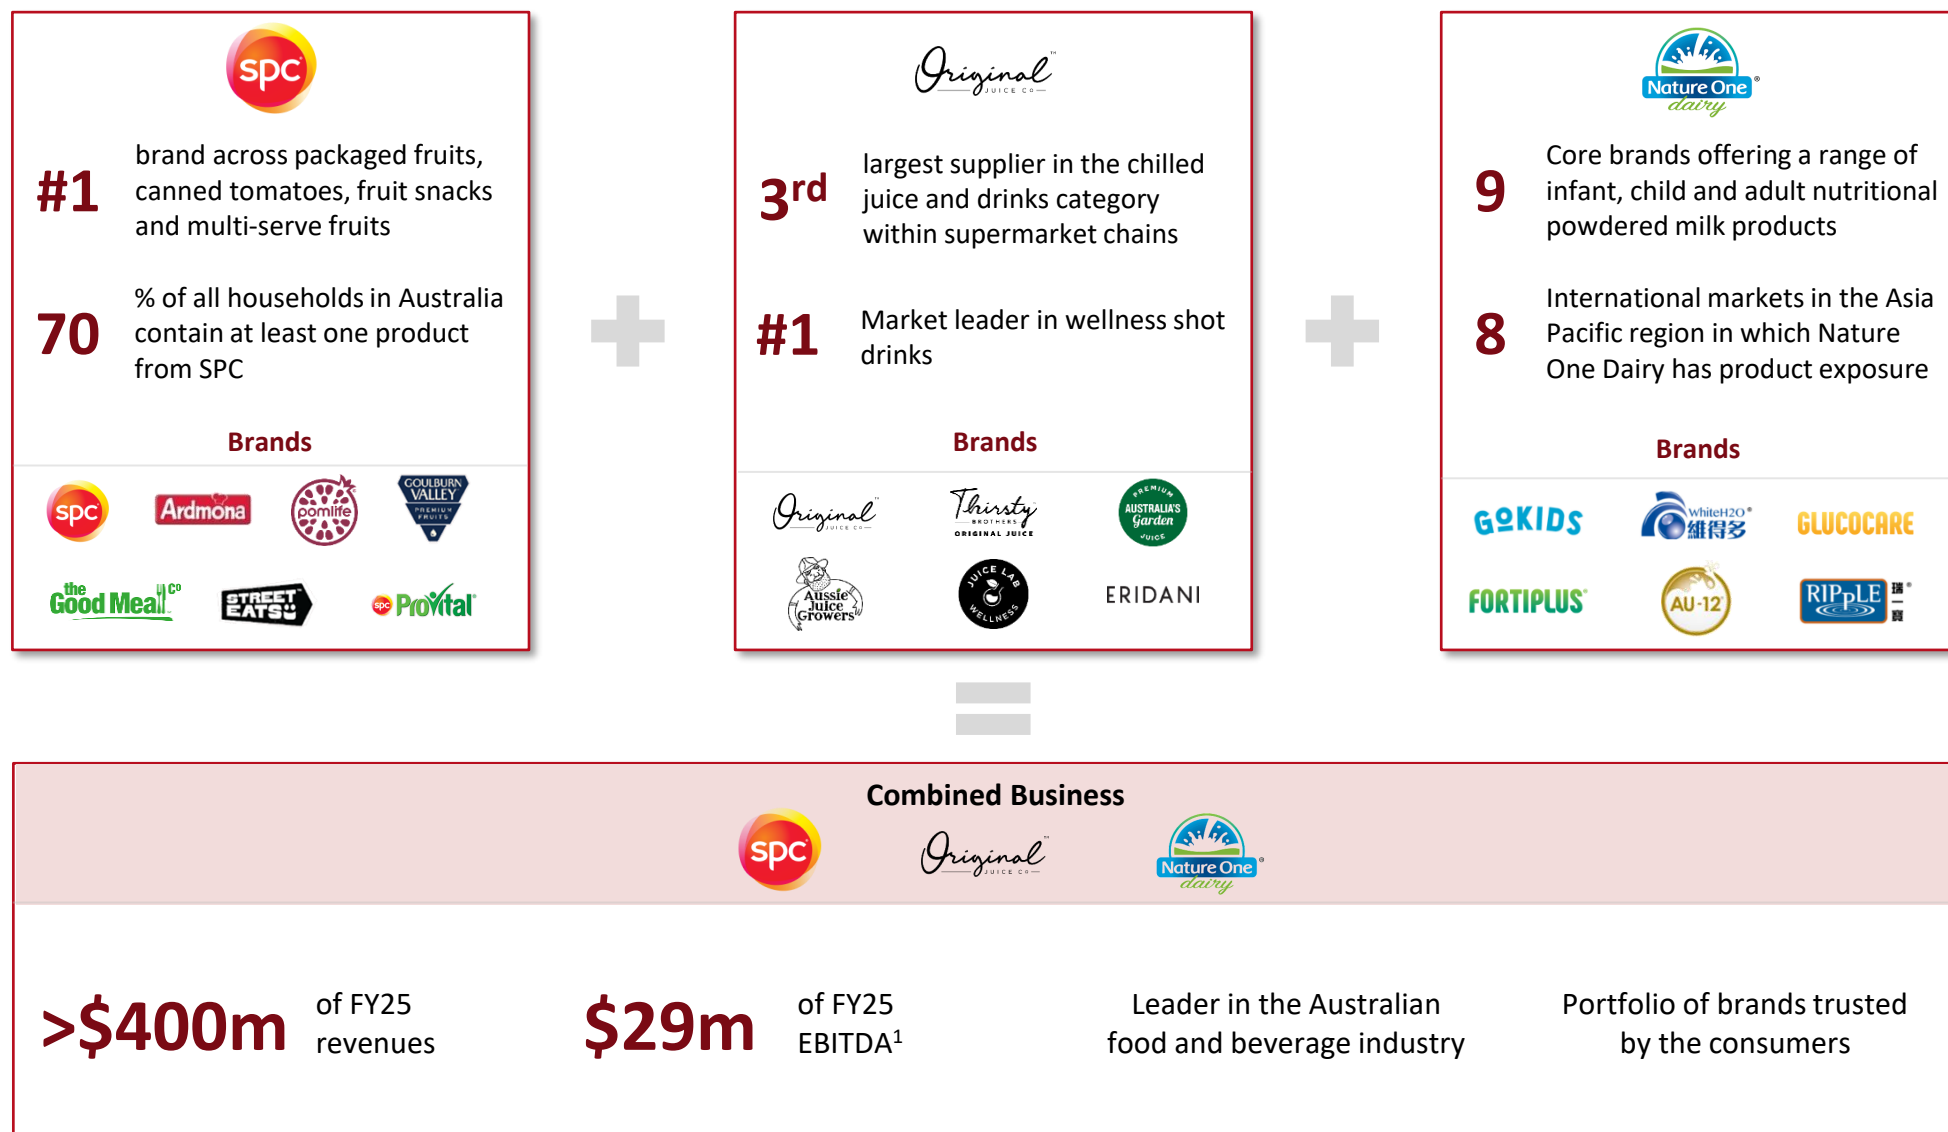 spc
#1
brand across packaged fruits,
canned tomatoes, fruit snacks
and multi-serve fruits
70
% of all households in Australia
contain at least one product
from SPC
Brands
spc
Ardmona
pomlife
GOULBURN
VALLEY
PREMIUM
FRUITS
the
Good Meal Co
STREET
EATS
spc ProVital
Original™
JUICE CO
3rd
largest supplier in the chilled
juice and drinks category
within supermarket chains
#1
Market leader in wellness shot
drinks
Brands
Original™
JUICE CO
Thirsty
BROTHERS
ORIGINAL JUICE
PREMIUM
AUSTRALIA'S
Garden
JUICE
Aussie
Juice
Growers
JUICE LAB
WELLNESS
ERIDANI
Nature One®
dairy
9
Core brands offering a range of
infant, child and adult nutritional
powdered milk products
8
International markets in the Asia
Pacific region in which Nature
One Dairy has product exposure
Brands
GOKIDS
WhiteH2O®
維得多
GLUCOCARE
FORTIPLUS
AU-12
RIPpLE 瑞一寶®
Combined Business
spc
Original™
JUICE CO
Nature One®
dairy
>$400m
of FY25
revenues
$29m
of FY25
EBITDA¹
Leader in the Australian
food and beverage industry
Portfolio of brands trusted
by the consumers